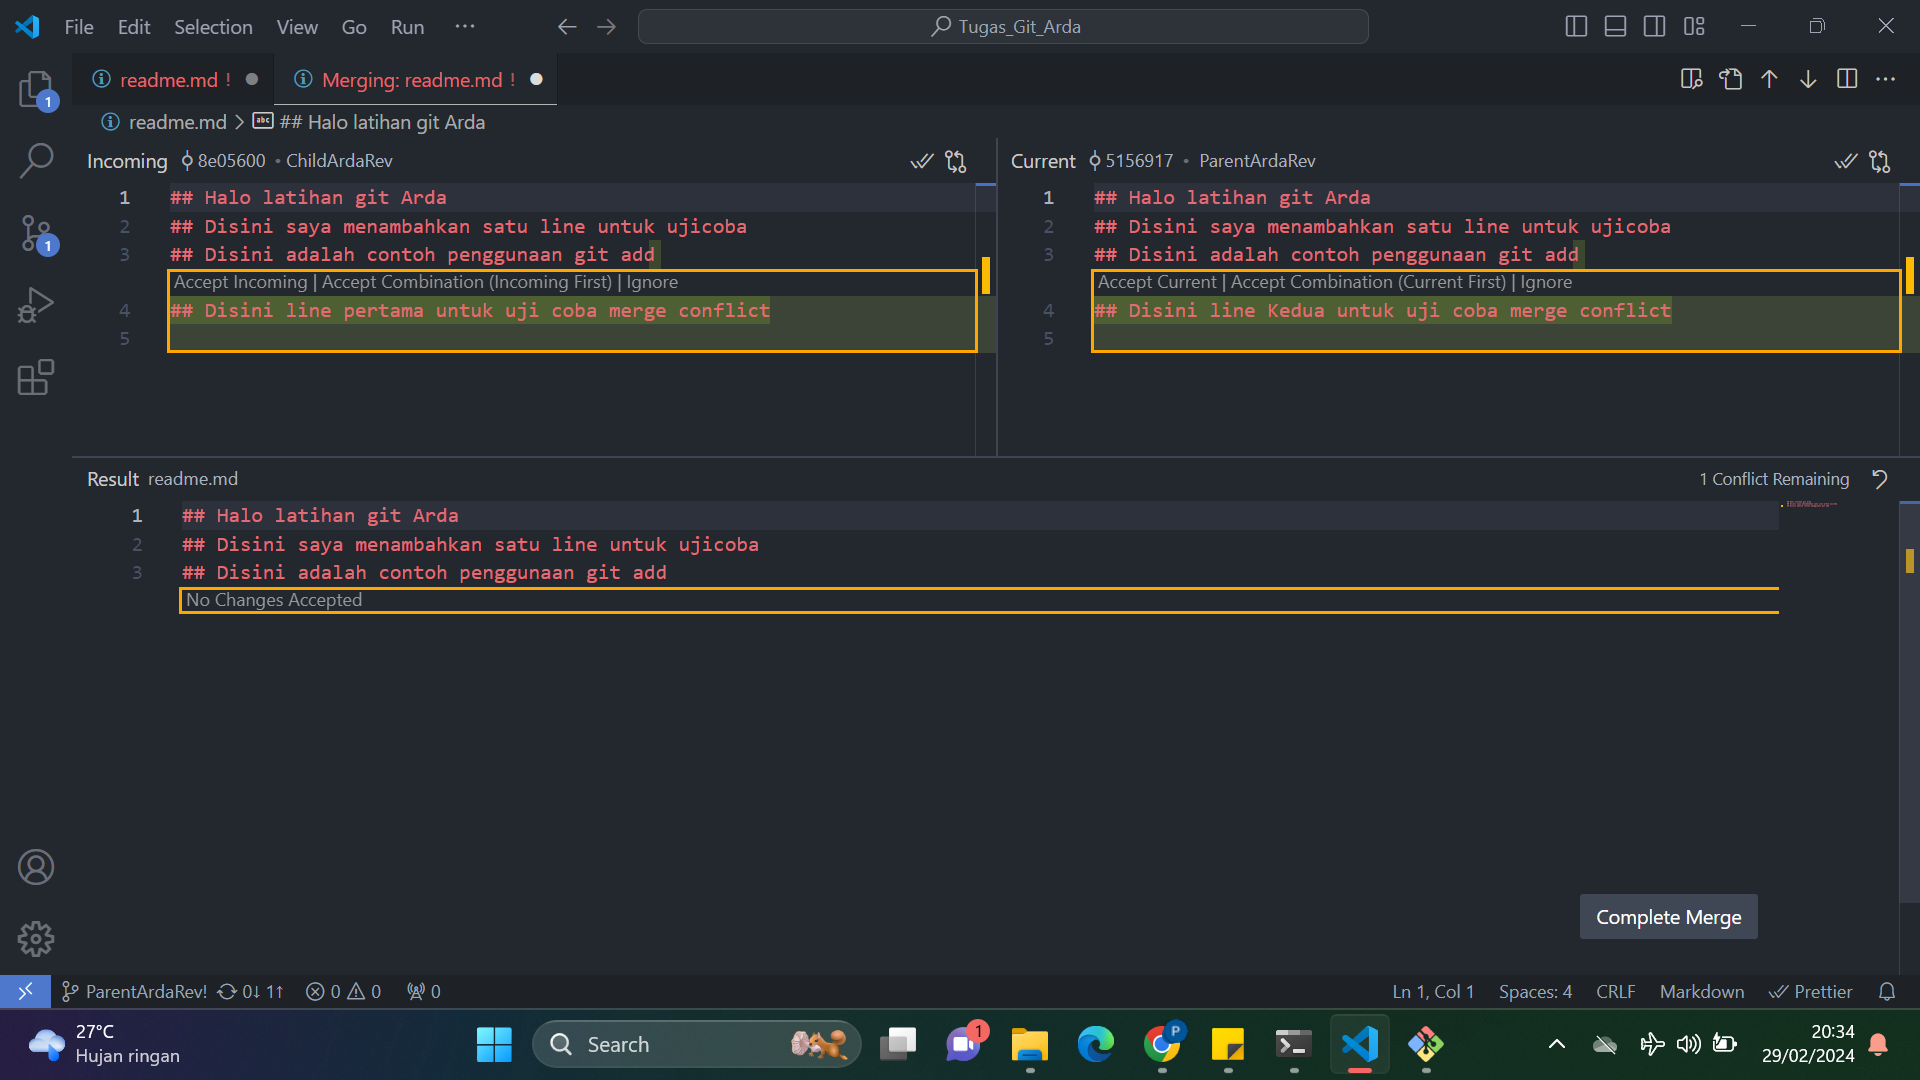 File Edit Selection View Go Run ··· Tugas_Git_Arda
readme.md ! Merging: readme.md !
readme.md > ## Halo latihan git Arda
Incoming 8e05600 • ChildArdaRev
1 ## Halo latihan git Arda
2 ## Disini saya menambahkan satu line untuk ujicoba
3 ## Disini adalah contoh penggunaan git add
Accept Incoming | Accept Combination (Incoming First) | Ignore
4 ## Disini line pertama untuk uji coba merge conflict
5
Current 5156917 • ParentArdaRev
1 ## Halo latihan git Arda
2 ## Disini saya menambahkan satu line untuk ujicoba
3 ## Disini adalah contoh penggunaan git add
Accept Current | Accept Combination (Current First) | Ignore
4 ## Disini line Kedua untuk uji coba merge conflict
5
Result readme.md 1 Conflict Remaining
1 ## Halo latihan git Arda
2 ## Disini saya menambahkan satu line untuk ujicoba
3 ## Disini adalah contoh penggunaan git add
No Changes Accepted
Complete Merge
1
1
ParentArdaRev! 0↓ 1↑ 0 0 0 Ln 1, Col 1 Spaces: 4 CRLF Markdown Prettier
27°C
Hujan ringan
Search
1
P
20:34
29/02/2024